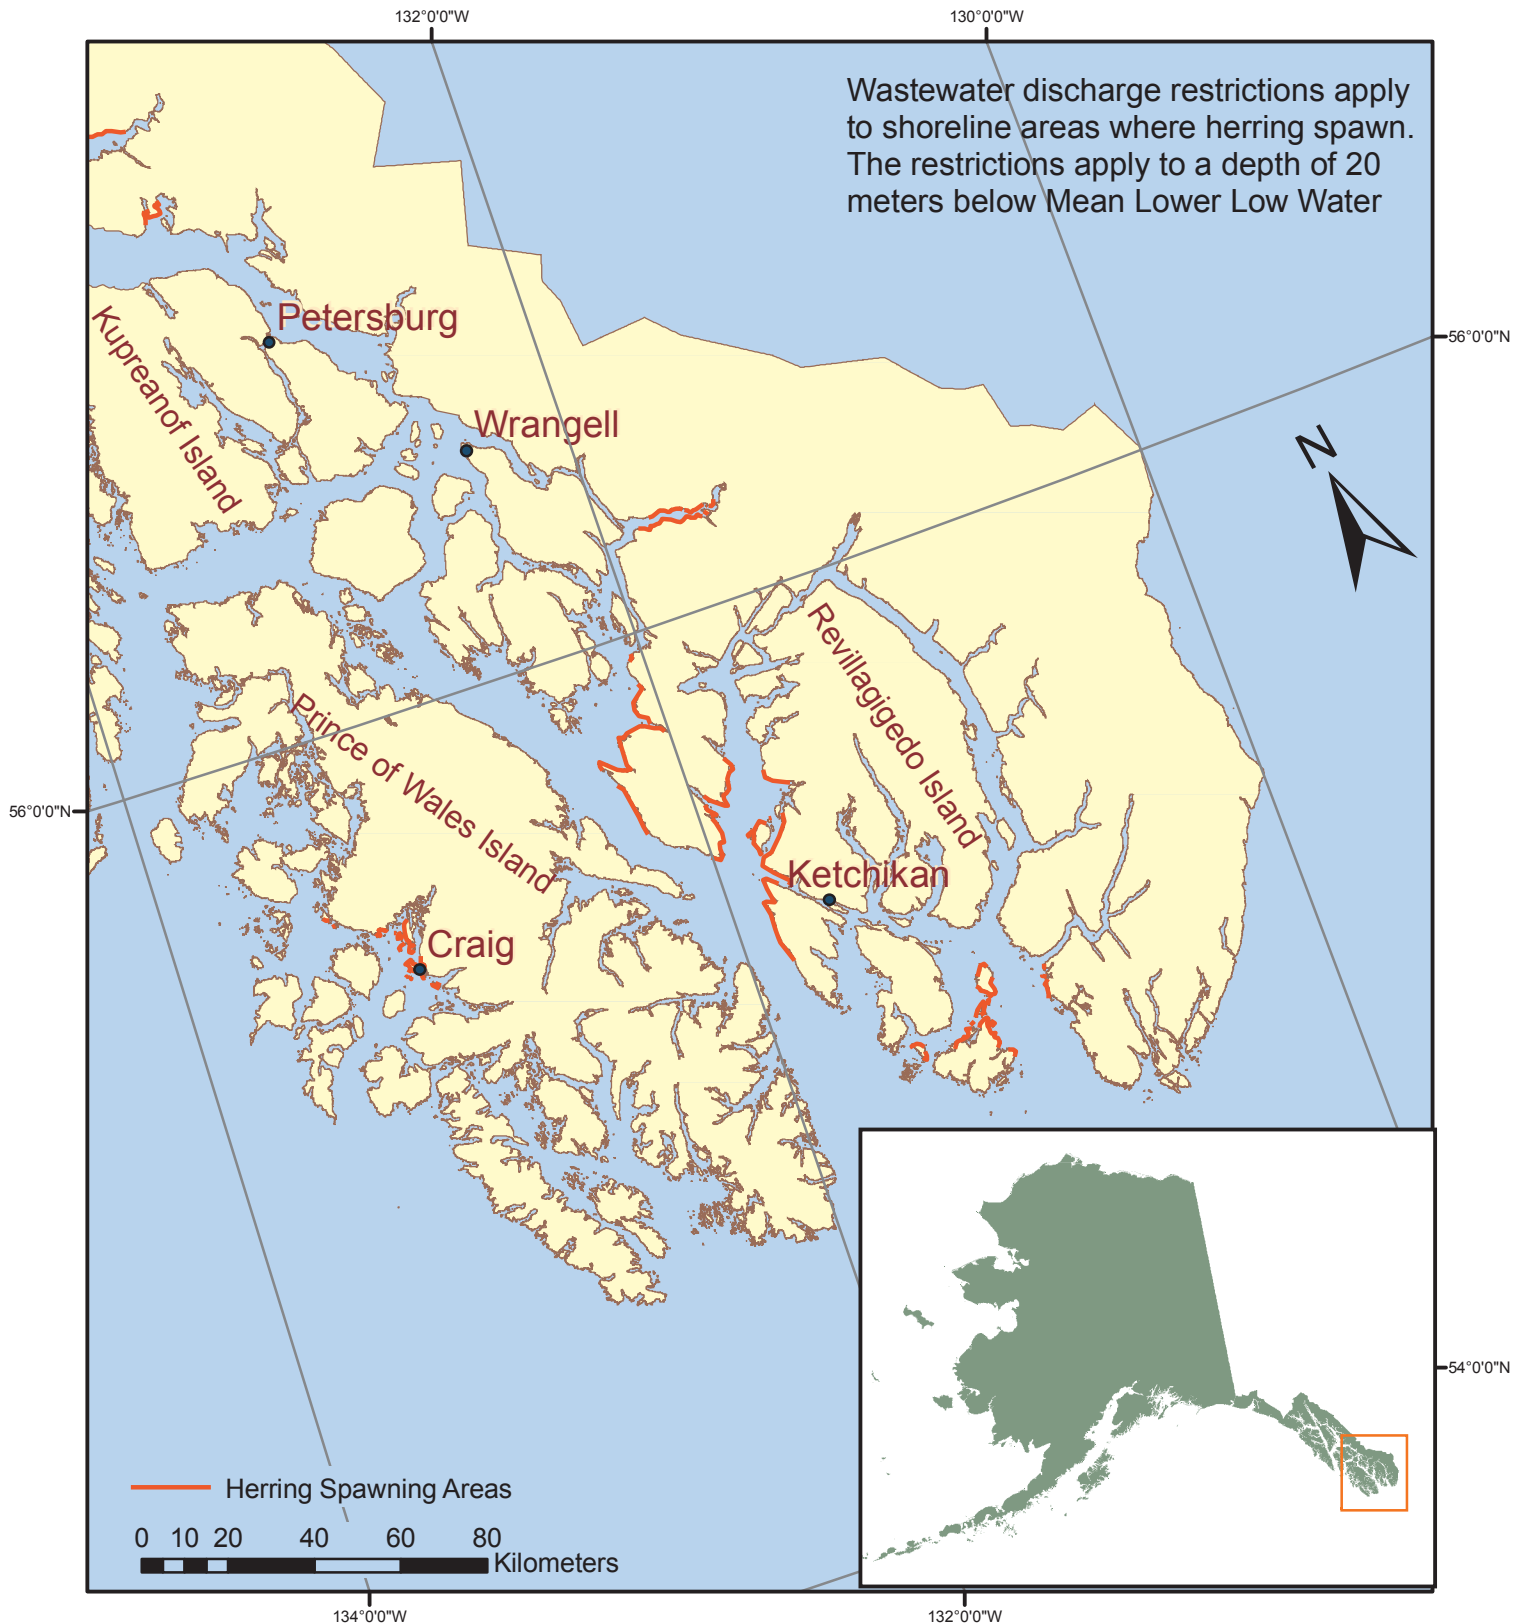 132°0'0"W
130°0'0"W
Wastewater discharge restrictions apply
to shoreline areas where herring spawn.
The restrictions apply to a depth of 20
meters below Mean Lower Low Water
Petersburg
Kupreanof Island
56°0'0"N
Wrangell
N
Revillagigedo Island
Prince of Wales Island
56°0'0"N
Ketchikan
Craig
54°0'0"N
Herring Spawning Areas
0 10 20 40 60 80
Kilometers
134°0'0"W
132°0'0"W